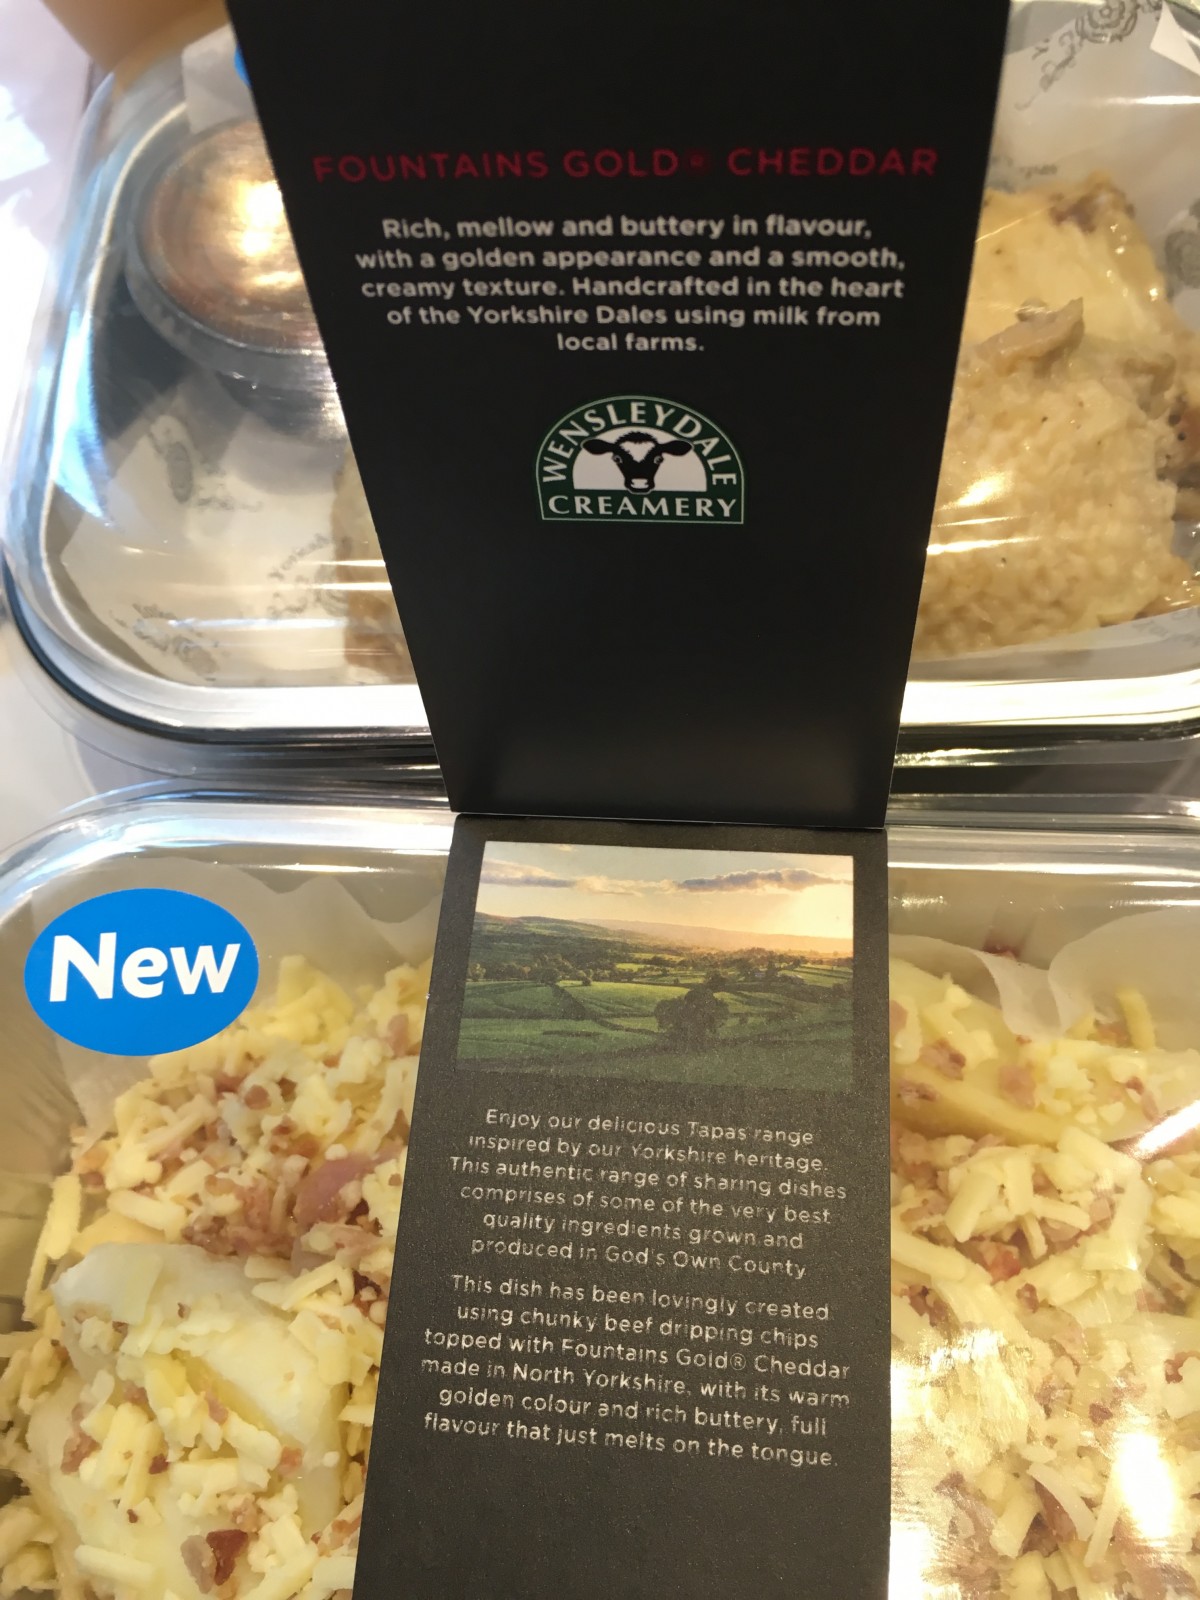 FOUNTAINS GOLD® CHEDDAR
Rich, mellow and buttery in flavour,
with a golden appearance and a smooth,
creamy texture. Handcrafted in the heart
of the Yorkshire Dales using milk from
local farms.
WENSLEYDALE
CREAMERY
New
Enjoy our delicious Tapas range
inspired by our Yorkshire heritage.
This authentic range of sharing dishes
comprises of some of the very best
quality ingredients grown and
produced in God's Own County
This dish has been lovingly created
using chunky beef dripping chips
topped with Fountains Gold® Cheddar
made in North Yorkshire, with its warm
golden colour and rich buttery, full
flavour that just melts on the tongue.